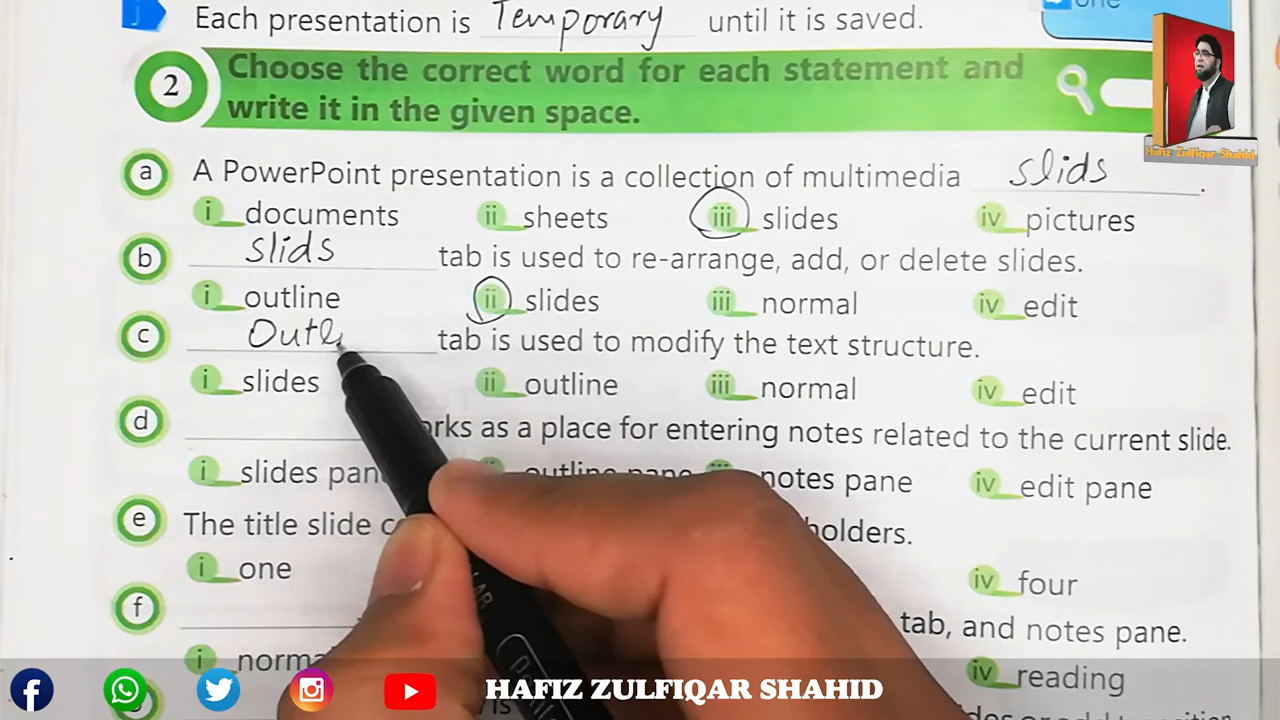 j Each presentation is Temporary until it is saved.
one
2 Choose the correct word for each statement and
write it in the given space.
Hafiz Zulfiqar Shahid
a A PowerPoint presentation is a collection of multimedia slids.
i documents ii sheets iii slides iv pictures
b slids tab is used to re-arrange, add, or delete slides.
i outline ii slides iii normal iv edit
c Outl tab is used to modify the text structure.
i slides ii outline iii normal iv edit
d as a place for entering notes related to the current slide.
i slides outline pane notes pane iv edit pane
e The title slide
i one iv four
f tab, and notes pane.
i iv reading
HAFIZ ZULFIQAR SHAHID